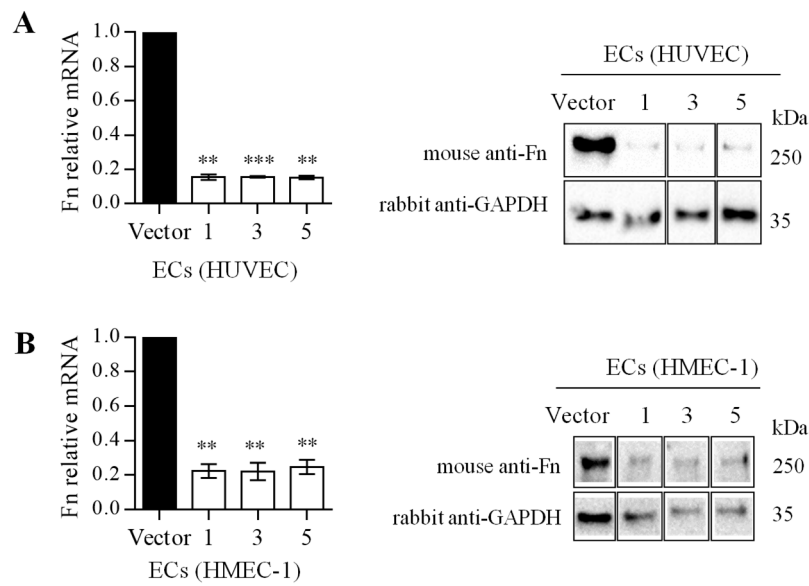 A
Fn relative mRNA
1.0
0.8
0.6
0.4
0.2
0.0
** *** **
Vector 1 3 5
ECs (HUVEC)
ECs (HUVEC)
Vector 1 3 5
kDa
mouse anti-Fn
250
rabbit anti-GAPDH
35
B
Fn relative mRNA
1.0
0.8
0.6
0.4
0.2
0.0
** ** **
Vector 1 3 5
ECs (HMEC-1)
ECs (HMEC-1)
Vector 1 3 5
kDa
mouse anti-Fn
250
rabbit anti-GAPDH
35